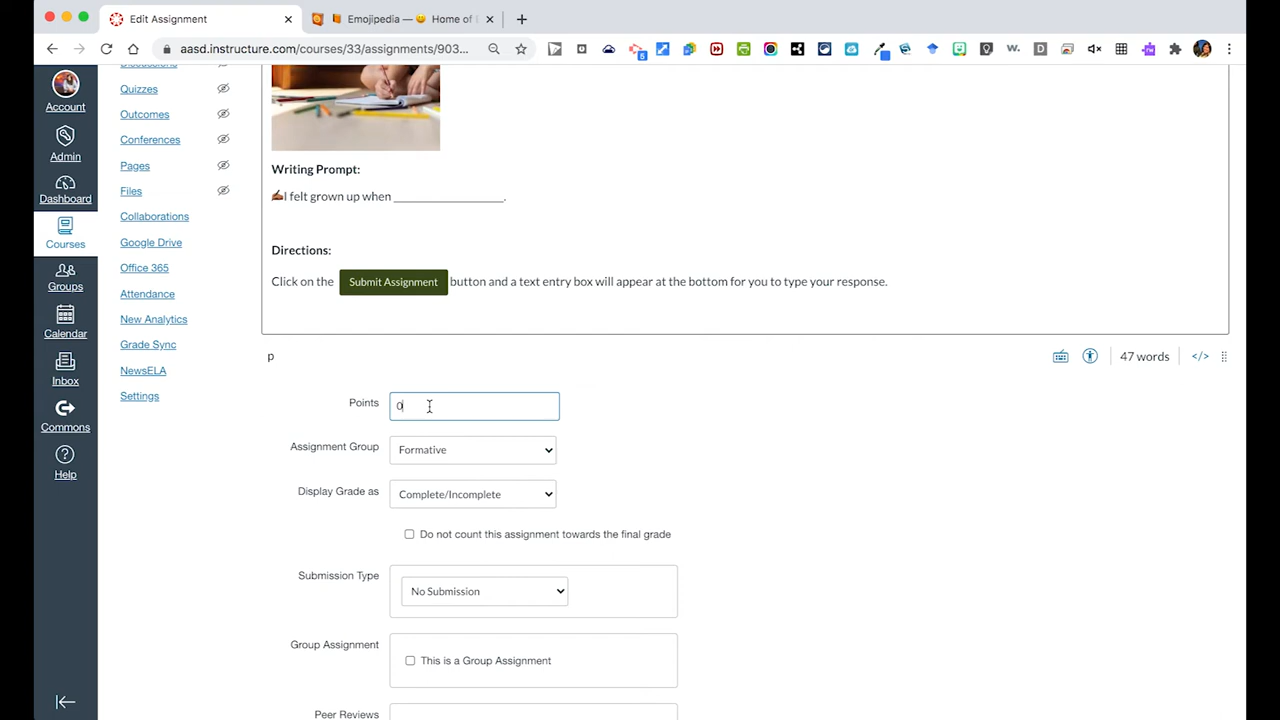 Edit Assignment
Emojipedia — 😀 Home of
aasd.instructure.com/courses/33/assignments/903...
Account
Admin
Dashboard
Courses
Groups
Calendar
Inbox
Commons
Help
Discussions
Quizzes
Outcomes
Conferences
Pages
Files
Collaborations
Google Drive
Office 365
Attendance
New Analytics
Grade Sync
NewsELA
Settings
Writing Prompt:
✍I felt grown up when ________________.
Directions:
Click on the Submit Assignment button and a text entry box will appear at the bottom for you to type your response.
p
47 words
</>
Points 0
Assignment Group Formative
Display Grade as Complete/Incomplete
Do not count this assignment towards the final grade
Submission Type No Submission
Group Assignment This is a Group Assignment
Peer Reviews